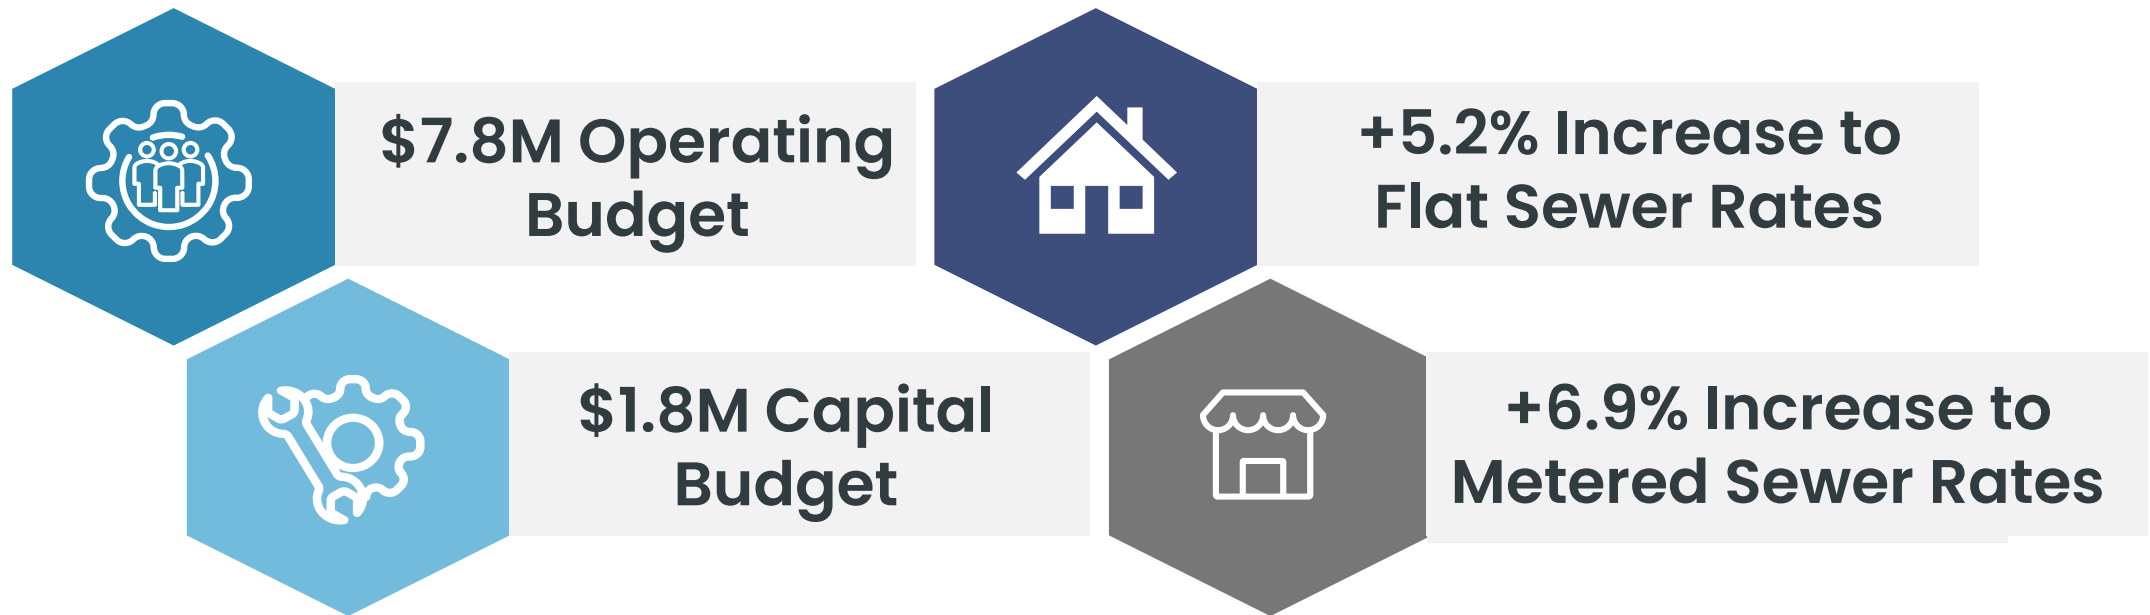 $7.8M Operating
Budget
+5.2% Increase to
Flat Sewer Rates
$1.8M Capital
Budget
+6.9% Increase to
Metered Sewer Rates